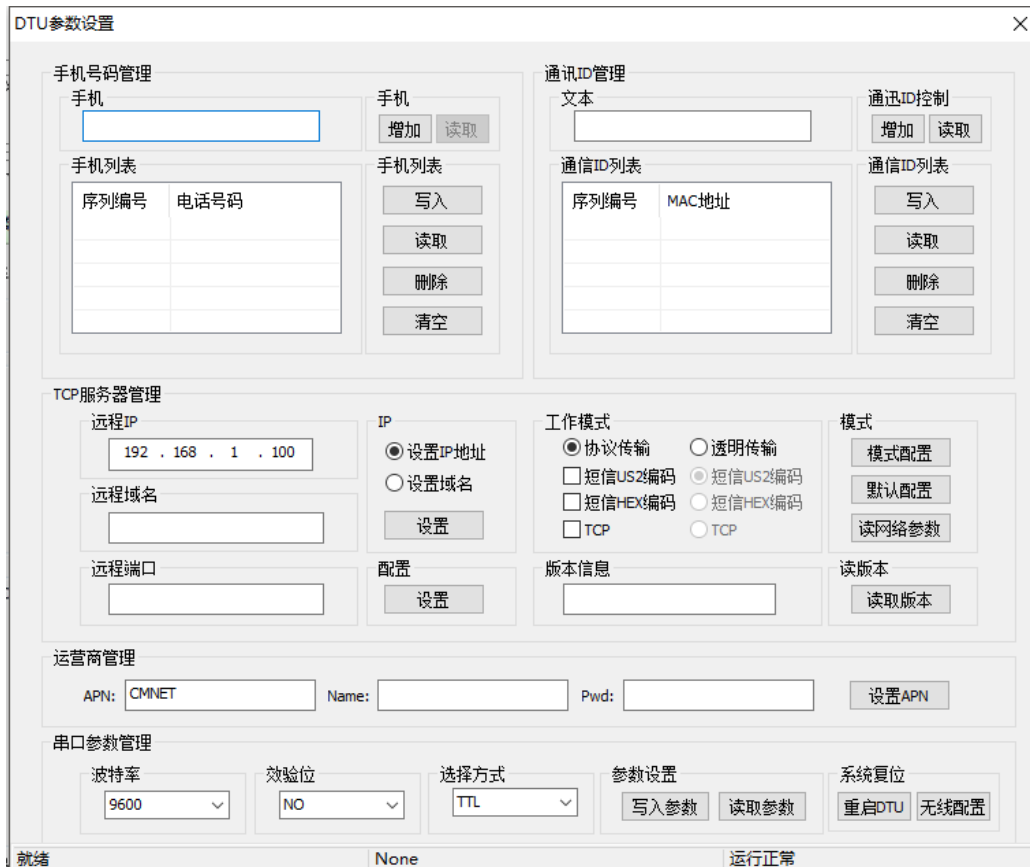 DTU参数设置
手机号码管理
手机
手机
增加 读取
手机列表
手机列表
序列编号 电话号码
写入
读取
删除
清空
通讯ID管理
文本
通迅ID控制
增加 读取
通信ID列表
通信ID列表
序列编号 MAC地址
写入
读取
删除
清空
TCP服务器管理
远程IP
192 . 168 . 1 . 100
远程域名
远程端口
IP
设置IP地址
设置域名
设置
配置
设置
工作模式
协议传输 透明传输
短信US2编码 短信US2编码
短信HEX编码 短信HEX编码
TCP TCP
版本信息
模式
模式配置
默认配置
读网络参数
读版本
读取版本
运营商管理
APN: CMNET Name: Pwd: 设置APN
串口参数管理
波特率
9600
效验位
NO
选择方式
TTL
参数设置
写入参数 读取参数
系统复位
重启DTU 无线配置
就绪 None 运行正常